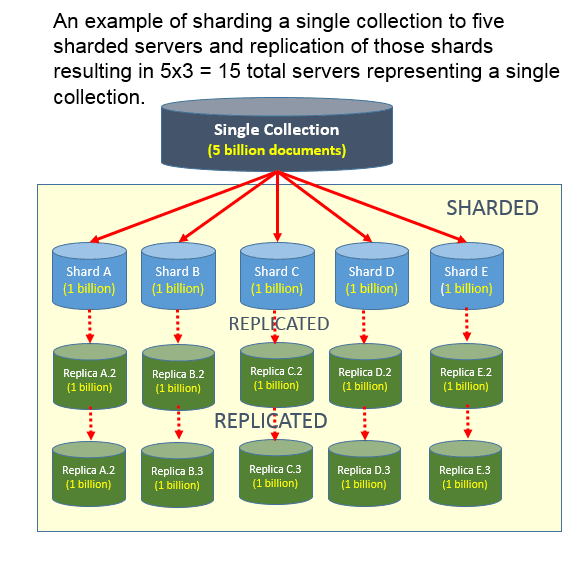 An example of sharding a single collection to five
sharded servers and replication of those shards
resulting in 5x3 = 15 total servers representing a single
collection.
Single Collection
(5 billion documents)
SHARDED
Shard A
(1 billion)
Shard B
(1 billion)
Shard C
(1 billion)
Shard D
(1 billion)
Shard E
(1 billion)
REPLICATED
Replica A.2
(1 billion)
Replica B.2
(1 billion)
Replica C.2
(1 billion)
Replica D.2
(1 billion)
Replica E.2
(1 billion)
REPLICATED
Replica A.2
(1 billion)
Replica B.3
(1 billion)
Replica C.3
(1 billion)
Replica D.3
(1 billion)
Replica E.3
(1 billion)